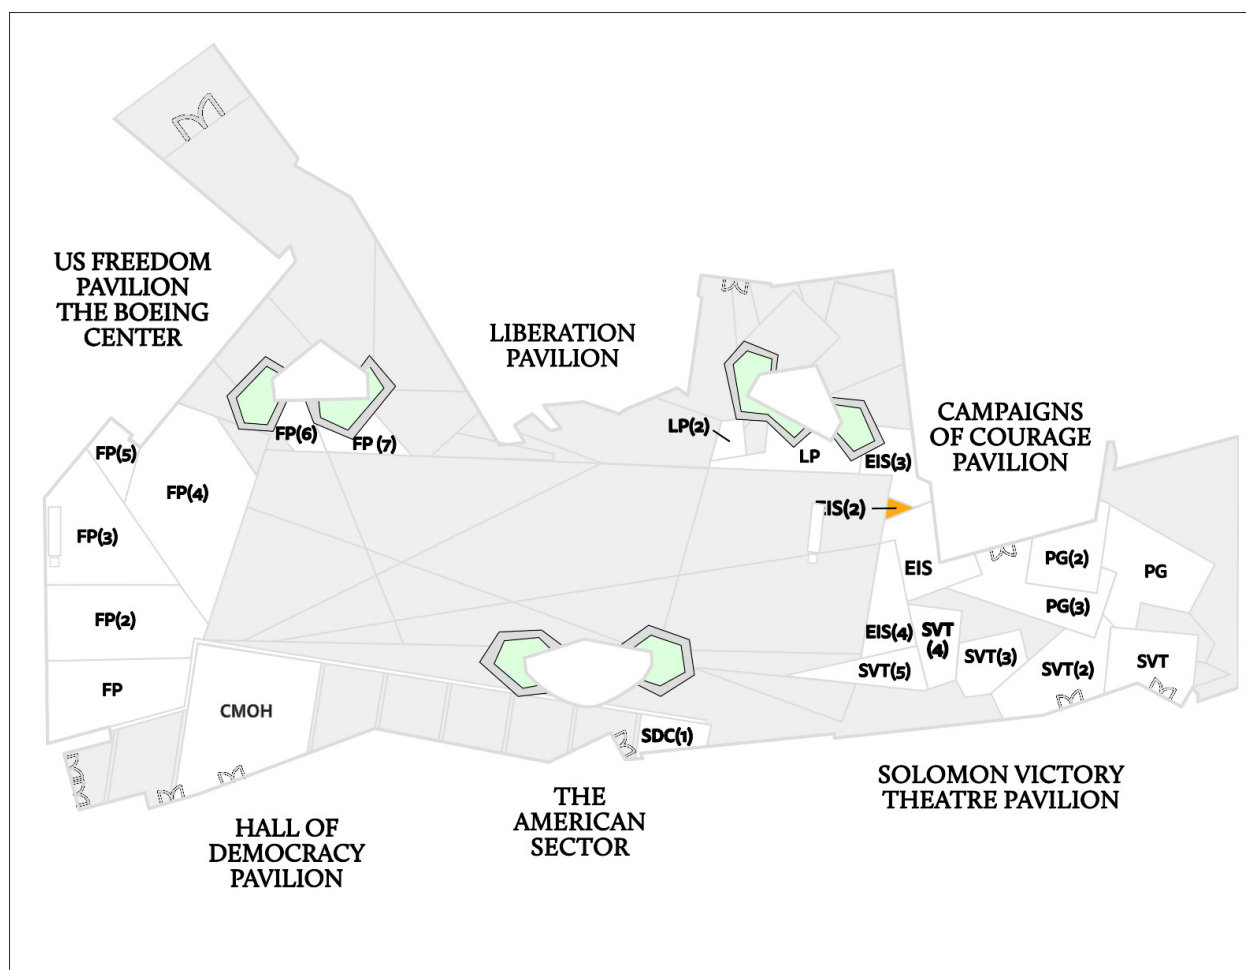 US FREEDOM
PAVILION
THE BOEING
CENTER
LIBERATION
PAVILION
CAMPAIGNS
OF COURAGE
PAVILION
FP(6)
FP (7)
LP(2)
LP
EIS(3)
FP(5)
FP(4)
EIS(2)
FP(3)
EIS
PG(2)
PG
PG(3)
FP(2)
EIS(4)
SVT
(4)
SVT(3)
SVT(5)
SVT(2)
SVT
FP
CMOH
SDC(1)
SOLOMON VICTORY
THEATRE PAVILION
THE
AMERICAN
SECTOR
HALL OF
DEMOCRACY
PAVILION